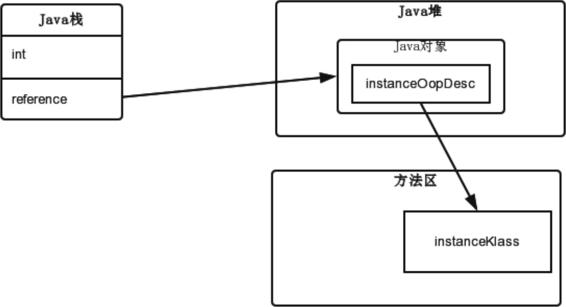 Java栈
int
reference
Java堆
Java对象
instanceOopDesc
方法区
instanceKlass